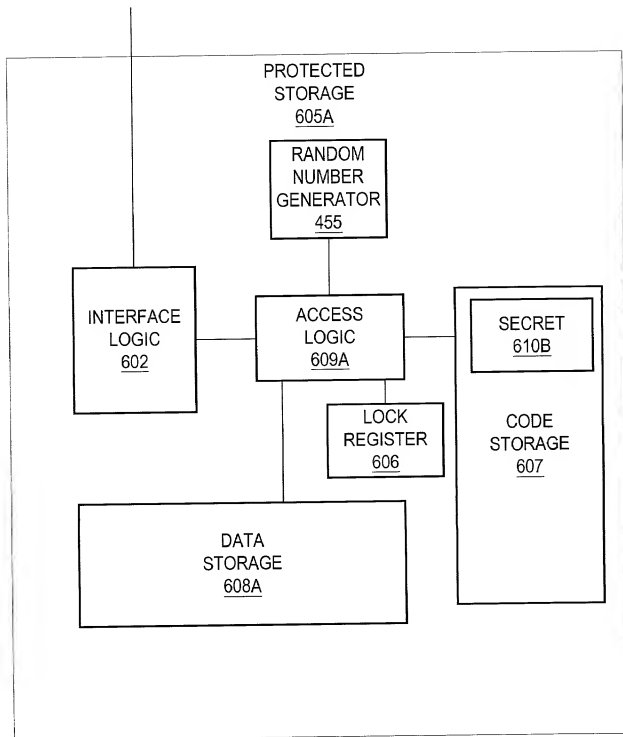 PROTECTED
STORAGE
605A
RANDOM
NUMBER
GENERATOR
455
INTERFACE
LOGIC
602
ACCESS
LOGIC
609A
SECRET
610B
LOCK
REGISTER
606
CODE
STORAGE
607
DATA
STORAGE
608A